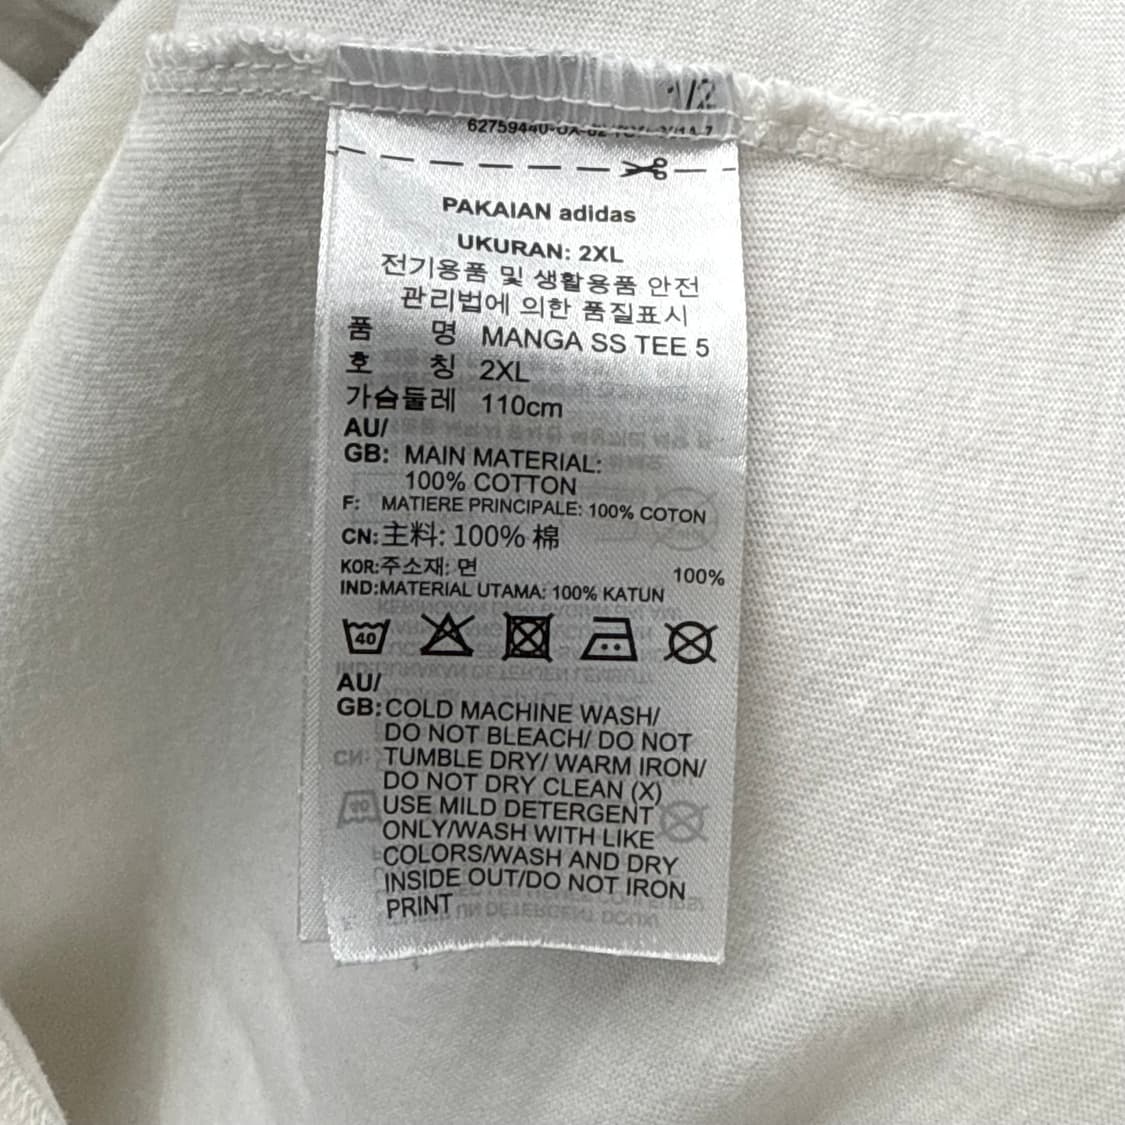 1/2
PAKAIAN adidas
UKURAN: 2XL
전기용품 및 생활용품 안전
관리법에 의한 품질표시
품 명 MANGA SS TEE 5
호 칭 2XL
가슴둘레 110cm
AU/
GB: MAIN MATERIAL:
100% COTTON
F: MATIERE PRINCIPALE: 100% COTON
CN:主料: 100% 棉
KOR:주소재: 면 100%
IND:MATERIAL UTAMA: 100% KATUN
40
AU/
GB:COLD MACHINE WASH/
DO NOT BLEACH/ DO NOT
TUMBLE DRY/ WARM IRON/
DO NOT DRY CLEAN (X)
USE MILD DETERGENT
ONLY/WASH WITH LIKE
COLORS/WASH AND DRY
INSIDE OUT/DO NOT IRON
PRINT